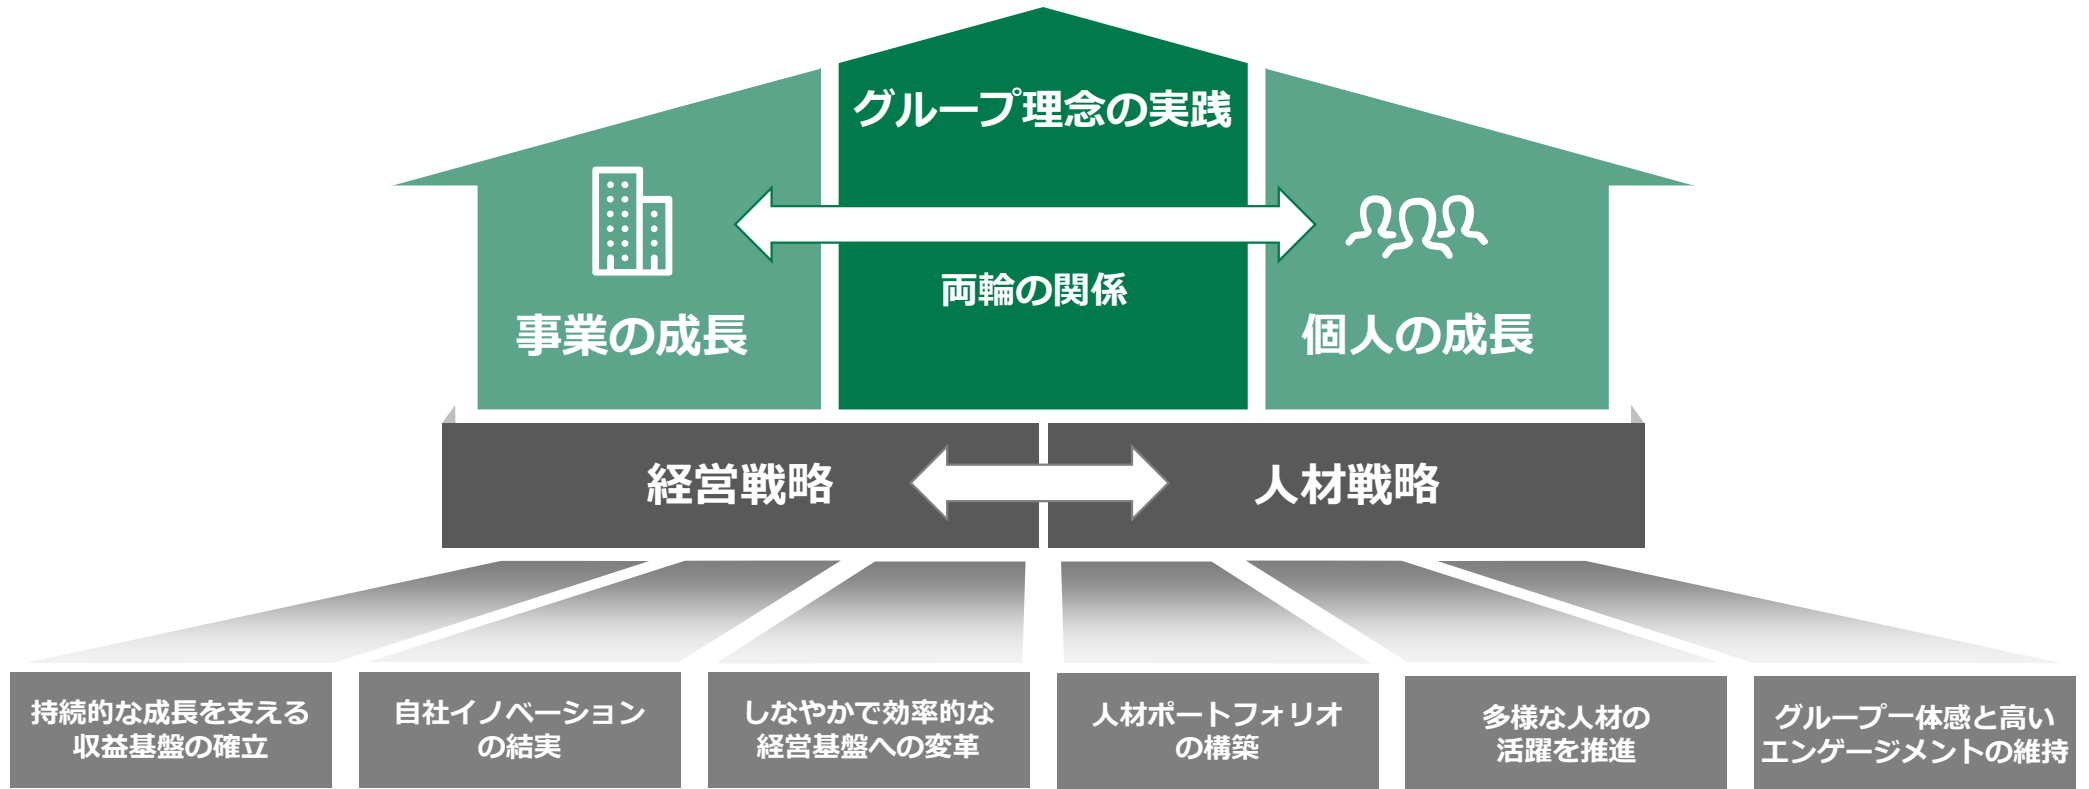 グループ理念の実践
両輪の関係
事業の成長
個人の成長
経営戦略
人材戦略
持続的な成長を支える
収益基盤の確立
自社イノベーション
の結実
しなやかで効率的な
経営基盤への変革
人材ポートフォリオ
の構築
多様な人材の
活躍を推進
グループ一体感と高い
エンゲージメントの維持